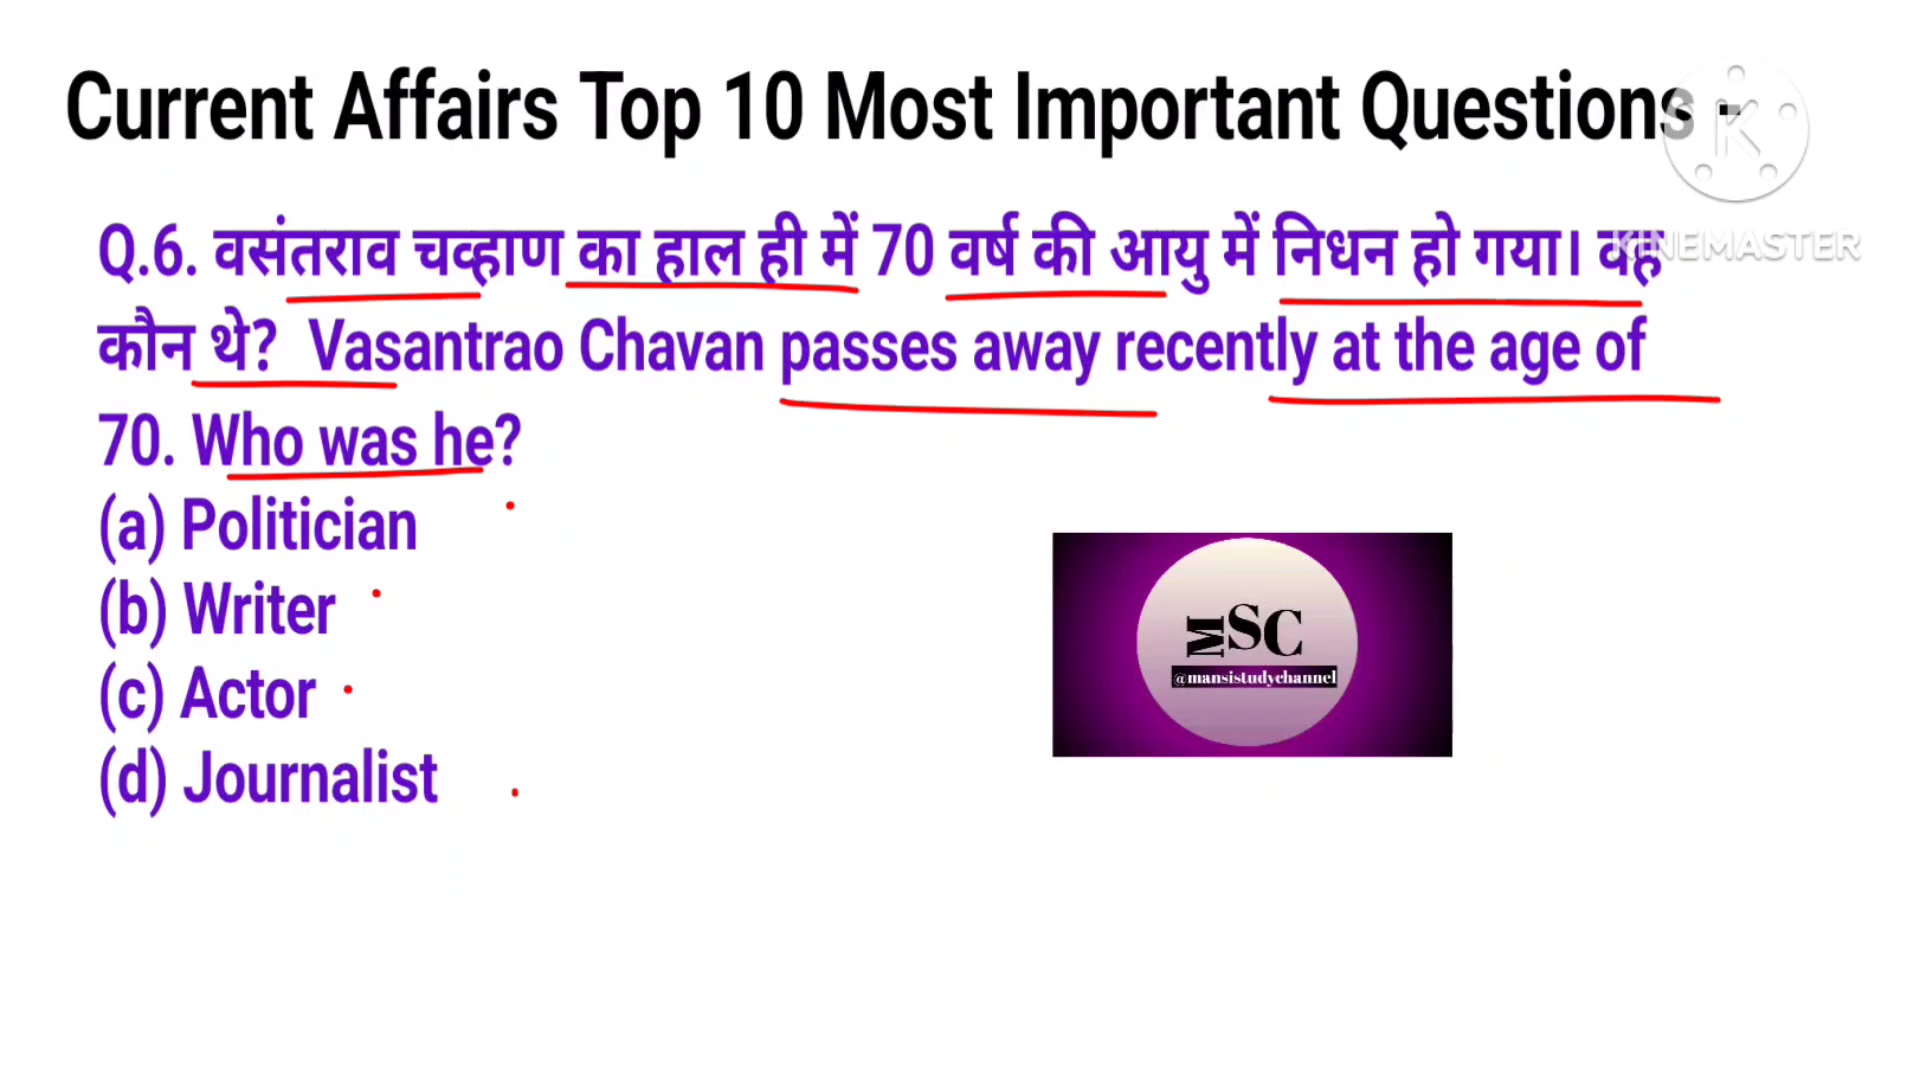 Current Affairs Top 10 Most Important Questions -
KINEMASTER
Q.6. वसंतराव चव्हाण का हाल ही में 70 वर्ष की आयु में निधन हो गया। वह
कौन थे? Vasantrao Chavan passes away recently at the age of
70. Who was he?
(a) Politician
(b) Writer
(c) Actor
(d) Journalist
MSC
@mansistudychannel